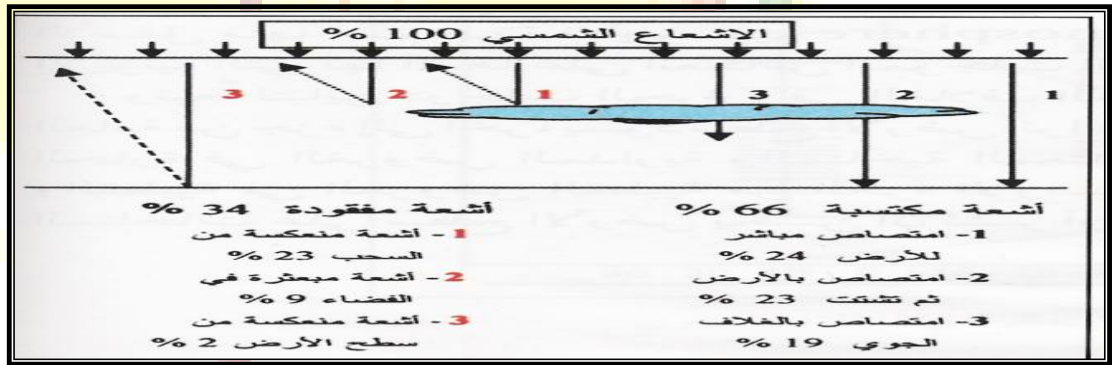 الاشعاع الشمسي 100 %
1 2 3 1 2 3
أشعة مكتسبة 66 %
1- امتصاص مباشر
للأرض 24 %
2- امتصاص بالأرض
ثم تشتت 23 %
3- امتصاص بالغلاف
الجوي 19 %
أشعة مفقودة 34 %
1- أشعة منعكسة من
السحب 23 %
2- أشعة مبعثرة في
الفضاء 9 %
3- أشعة منعكسة من
سطح الأرض 2 %